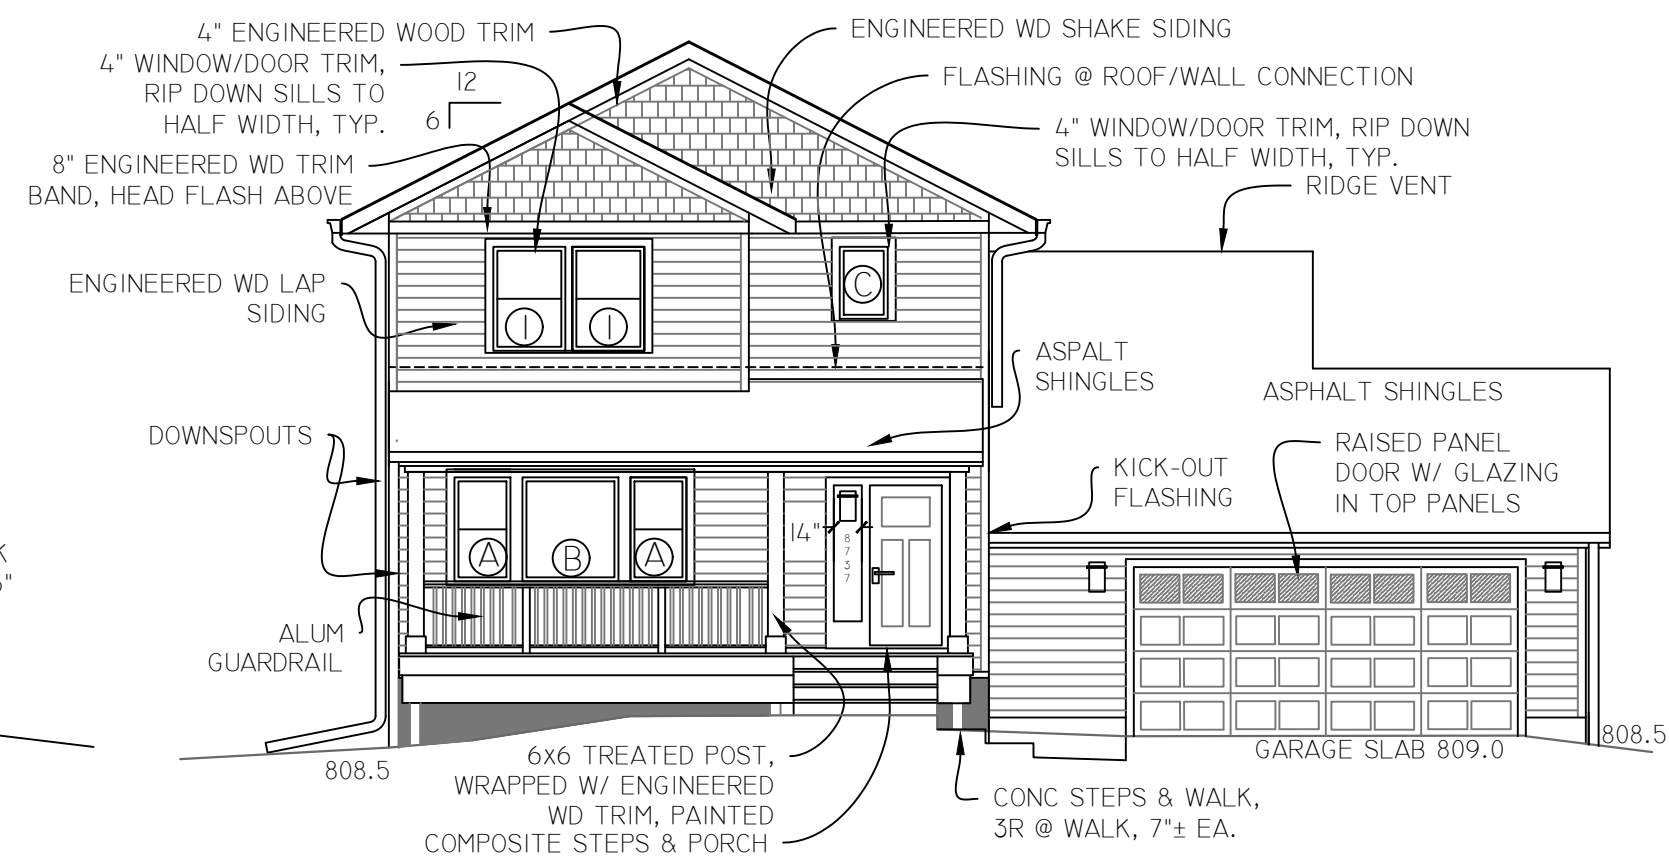 4" ENGINEERED WOOD TRIM
4" WINDOW/DOOR TRIM,
RIP DOWN SILLS TO
HALF WIDTH, TYP.
8" ENGINEERED WD TRIM
BAND, HEAD FLASH ABOVE
12
6
ENGINEERED WD SHAKE SIDING
FLASHING @ ROOF/WALL CONNECTION
4" WINDOW/DOOR TRIM, RIP DOWN
SILLS TO HALF WIDTH, TYP.
RIDGE VENT
ENGINEERED WD LAP
SIDING
I
I
C
ASPALT
SHINGLES
ASPHALT SHINGLES
DOWNSPOUTS
RAISED PANEL
DOOR W/ GLAZING
IN TOP PANELS
KICK-OUT
FLASHING
A
B
A
14"
8
7
3
7
K
"
ALUM
GUARDRAIL
808.5
808.5
GARAGE SLAB 809.0
6X6 TREATED POST,
WRAPPED W/ ENGINEERED
WD TRIM, PAINTED
COMPOSITE STEPS & PORCH
CONC STEPS & WALK,
3R @ WALK, 7"± EA.